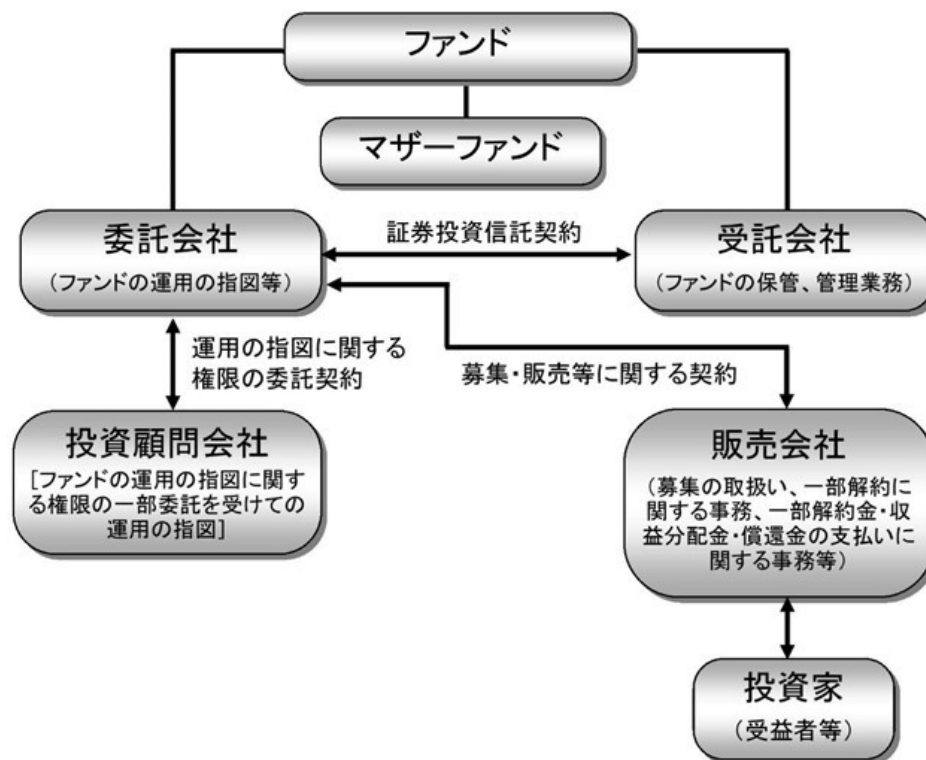 ファンド
マザーファンド
委託会社
(ファンドの運用の指図等)
証券投資信託契約
受託会社
(ファンドの保管、管理業務)
運用の指図に関する
権限の委託契約
募集・販売等に関する契約
投資顧問会社
[ファンドの運用の指図に関す
る権限の一部委託を受けての
運用の指図]
販売会社
(募集の取扱い、一部解約に
関する事務、一部解約金・収
益分配金・償還金の支払いに
関する事務等)
投資家
(受益者等)